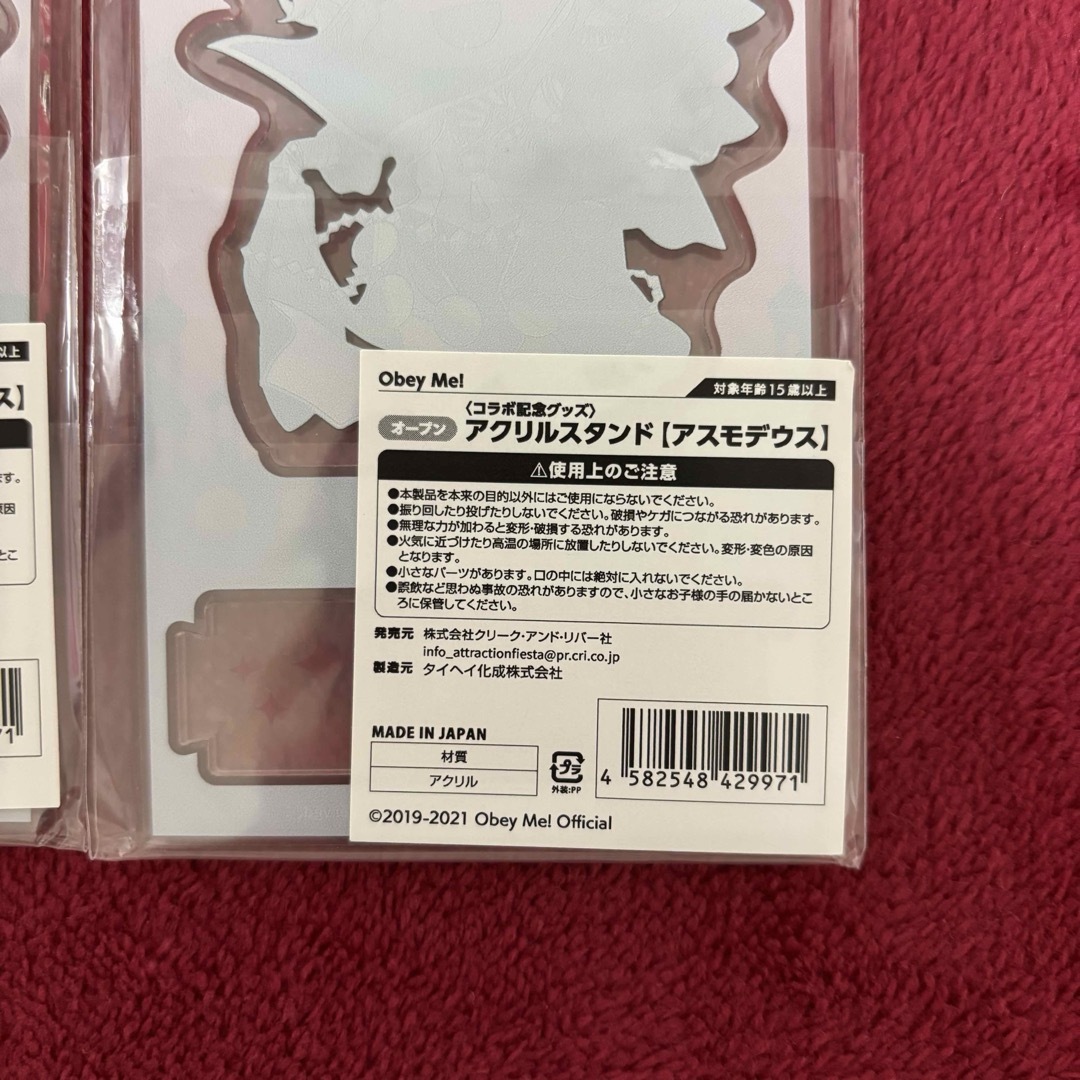 以上
ス】
す。
原因
とこ
71
Obey Me!
対象年齢15歳以上
〈コラボ記念グッズ〉
オープン
アクリルスタンド【アスモデウス】
⚠使用上のご注意
●本製品を本来の目的以外にはご使用にならないでください。
●振り回したり投げたりしないでください。破損やケガにつながる恐れがあります。
●無理な力が加わると変形・破損する恐れがあります。
●火気に近づけたり高温の場所に放置したりしないでください。変形・変色の原因
となります。
●小さなパーツがあります。口の中には絶対に入れないでください。
●誤飲など思わぬ事故の恐れがありますので、小さなお子様の手の届かないとこ
ろに保管してください。
発売元 株式会社クリーク・アンド・リバー社
info_attractionfiesta@pr.cri.co.jp
製造元 タイヘイ化成株式会社
MADE IN JAPAN
材質
アクリル
プラ
外装:PP
4 582548 429971
©2019-2021 Obey Me! Official